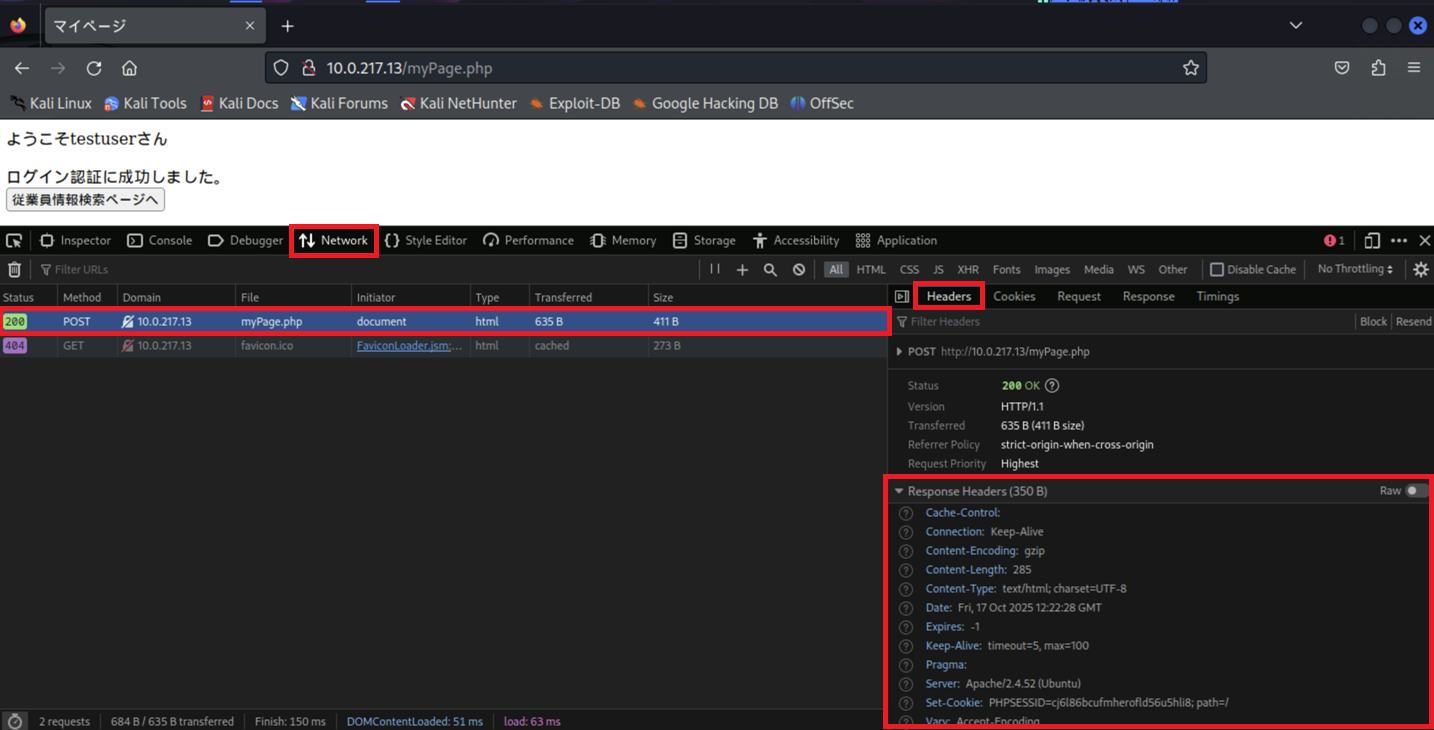 マイページ
10.0.217.13/myPage.php
Kali Linux Kali Tools Kali Docs Kali Forums Kali NetHunter Exploit-DB Google Hacking DB OffSec
ようこそtestuserさん
ログイン認証に成功しました。
従業員情報検索ページへ
Inspector Console Debugger Network Style Editor Performance Memory Storage Accessibility Application 1
Filter URLs All HTML CSS JS XHR Fonts Images Media WS Other Disable Cache No Throttling
Status Method Domain File Initiator Type Transferred Size
200 POST 10.0.217.13 myPage.php document html 635 B 411 B
404 GET 10.0.217.13 favicon.ico FaviconLoader.jsm:... html cached 273 B
Headers Cookies Request Response Timings
Filter Headers Block Resend
POST http://10.0.217.13/myPage.php
Status 200 OK
Version HTTP/1.1
Transferred 635 B (411 B size)
Referrer Policy strict-origin-when-cross-origin
Request Priority Highest
Response Headers (350 B) Raw
Cache-Control:
Connection: Keep-Alive
Content-Encoding: gzip
Content-Length: 285
Content-Type: text/html; charset=UTF-8
Date: Fri, 17 Oct 2025 12:22:28 GMT
Expires: -1
Keep-Alive: timeout=5, max=100
Pragma:
Server: Apache/2.4.52 (Ubuntu)
Set-Cookie: PHPSESSID=cj6l86bcufmherofld56u5hli8; path=/
Vary: Accept-Encoding
2 requests 684 B / 635 B transferred Finish: 150 ms DOMContentLoaded: 51 ms load: 63 ms